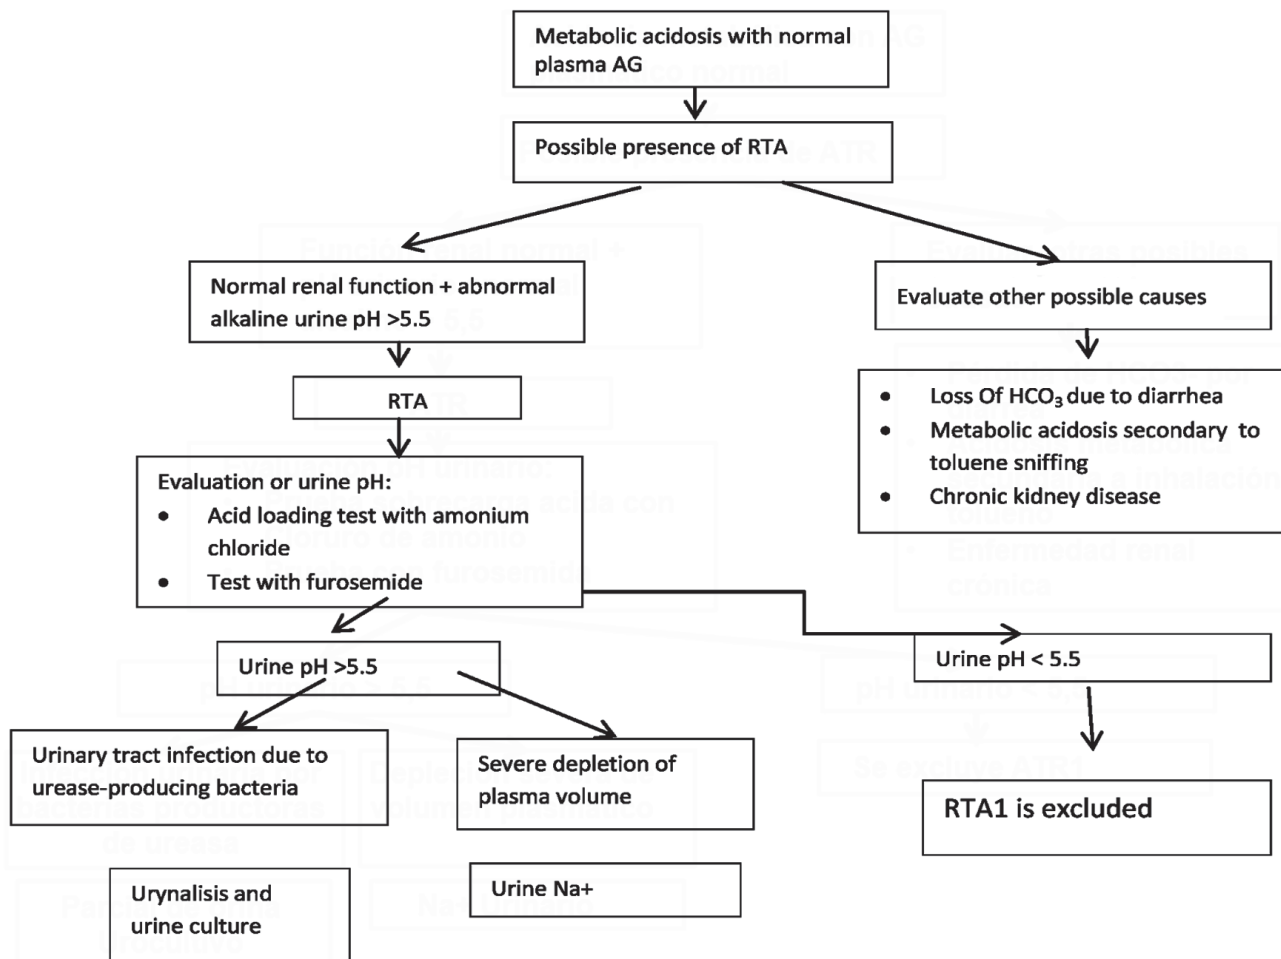 Metabolic acidosis with normal
plasma AG
Possible presence of RTA
Normal renal function + abnormal
alkaline urine pH >5.5
Evaluate other possible causes
RTA
• Loss Of HCO₃ due to diarrhea
• Metabolic acidosis secondary to
toluene sniffing
• Chronic kidney disease
Evaluation or urine pH:
• Acid loading test with amonium
chloride
• Test with furosemide
Urine pH >5.5
Urine pH < 5.5
Urinary tract infection due to
urease-producing bacteria
Severe depletion of
plasma volume
RTA1 is excluded
Urynalisis and
urine culture
Urine Na+